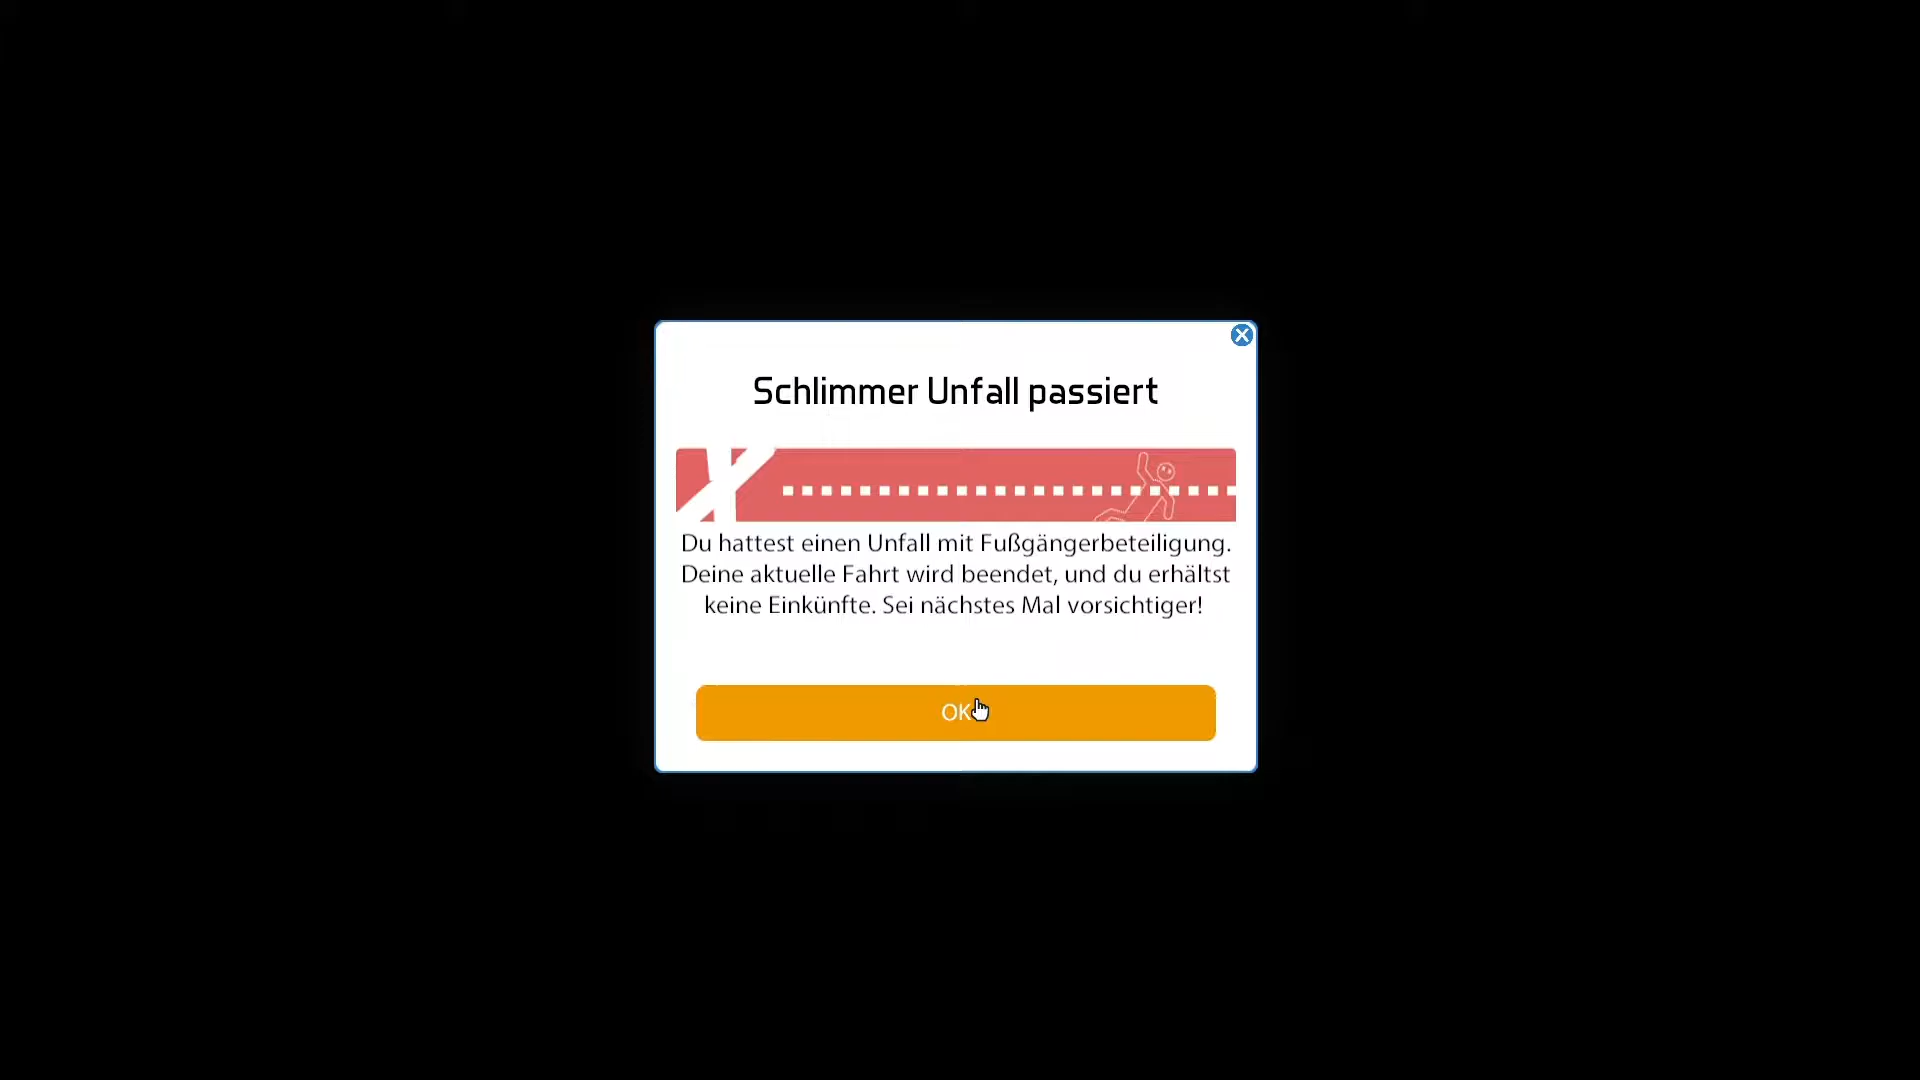 Schlimmer Unfall passiert
Du hattest einen Unfall mit Fußgängerbeteiligung.
Deine aktuelle Fahrt wird beendet, und du erhältst
keine Einkünfte. Sei nächstes Mal vorsichtiger!
OK